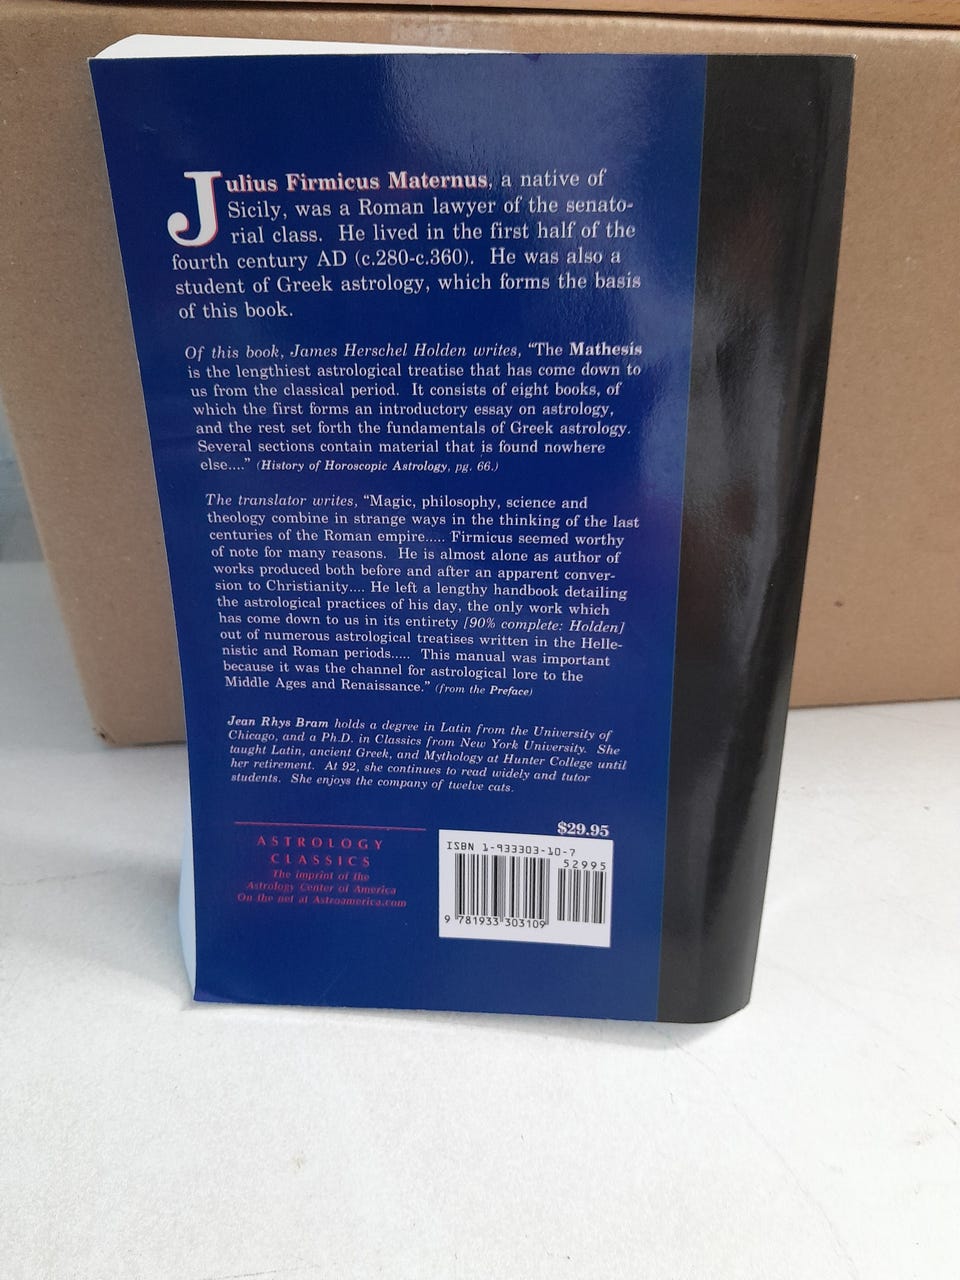 Julius Firmicus Maternus, a native of
Sicily, was a Roman lawyer of the senato-
rial class. He lived in the first half of the
fourth century AD (c.280-c.360). He was also a
student of Greek astrology, which forms the basis
of this book.
Of this book, James Herschel Holden writes, “The Mathesis
is the lengthiest astrological treatise that has come down to
us from the classical period. It consists of eight books, of
which the first forms an introductory essay on astrology,
and the rest set forth the fundamentals of Greek astrology.
Several sections contain material that is found nowhere
else....” (History of Horoscopic Astrology, pg. 66.)
The translator writes, “Magic, philosophy, science and
theology combine in strange ways in the thinking of the last
centuries of the Roman empire..... Firmicus seemed worthy
of note for many reasons. He is almost alone as author of
works produced both before and after an apparent conver-
sion to Christianity.... He left a lengthy handbook detailing
the astrological practices of his day, the only work which
has come down to us in its entirety [90% complete: Holden]
out of numerous astrological treatises written in the Helle-
nistic and Roman periods..... This manual was important
because it was the channel for astrological lore to the
Middle Ages and Renaissance.” (from the Preface)
Jean Rhys Bram holds a degree in Latin from the University of
Chicago, and a Ph.D. in Classics from New York University. She
taught Latin, ancient Greek, and Mythology at Hunter College until
her retirement. At 92, she continues to read widely and tutor
students. She enjoys the company of twelve cats.
$29.95
ASTROLOGY
CLASSICS
The imprint of the
Astrology Center of America
On the net at Astroamerica.com
ISBN 1-933303-10-7
52995
9 781933 303109